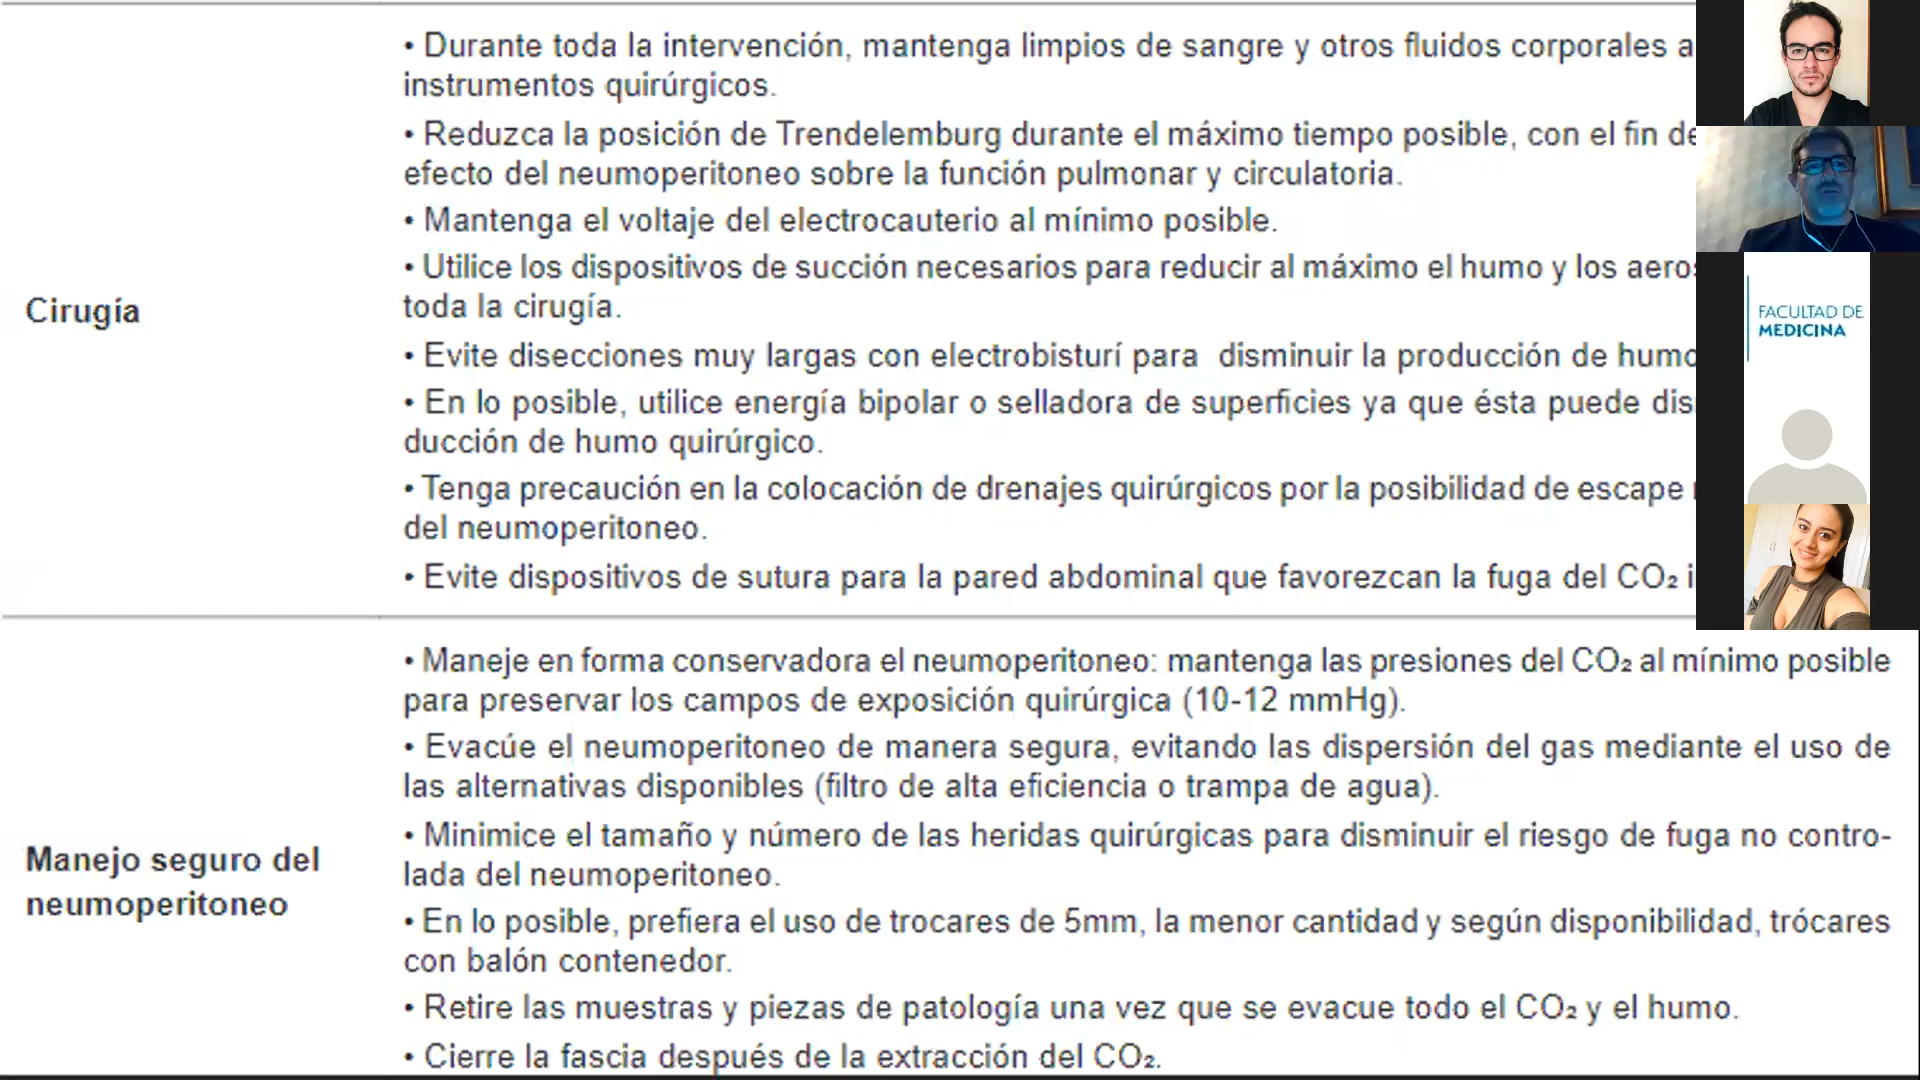 • Durante toda la intervención, mantenga limpios de sangre y otros fluidos corporales a
instrumentos quirúrgicos.
• Reduzca la posición de Trendelemburg durante el máximo tiempo posible, con el fin de
efecto del neumoperitoneo sobre la función pulmonar y circulatoria.
• Mantenga el voltaje del electrocauterio al mínimo posible.
• Utilice los dispositivos de succión necesarios para reducir al máximo el humo y los aeros
toda la cirugía.
Cirugía
• Evite disecciones muy largas con electrobisturí para disminuir la producción de humo
• En lo posible, utilice energía bipolar o selladora de superficies ya que ésta puede dis
ducción de humo quirúrgico.
• Tenga precaución en la colocación de drenajes quirúrgicos por la posibilidad de escape
del neumoperitoneo.
• Evite dispositivos de sutura para la pared abdominal que favorezcan la fuga del CO₂ i
FACULTAD DE
MEDICINA
• Maneje en forma conservadora el neumoperitoneo: mantenga las presiones del CO₂ al mínimo posible
para preservar los campos de exposición quirúrgica (10-12 mmHg).
• Evacúe el neumoperitoneo de manera segura, evitando las dispersión del gas mediante el uso de
las alternativas disponibles (filtro de alta eficiencia o trampa de agua).
• Minimice el tamaño y número de las heridas quirúrgicas para disminuir el riesgo de fuga no contro-
lada del neumoperitoneo.
Manejo seguro del
neumoperitoneo
• En lo posible, prefiera el uso de trocares de 5mm, la menor cantidad y según disponibilidad, trócares
con balón contenedor.
• Retire las muestras y piezas de patología una vez que se evacue todo el CO₂ y el humo.
• Cierre la fascia después de la extracción del CO₂.